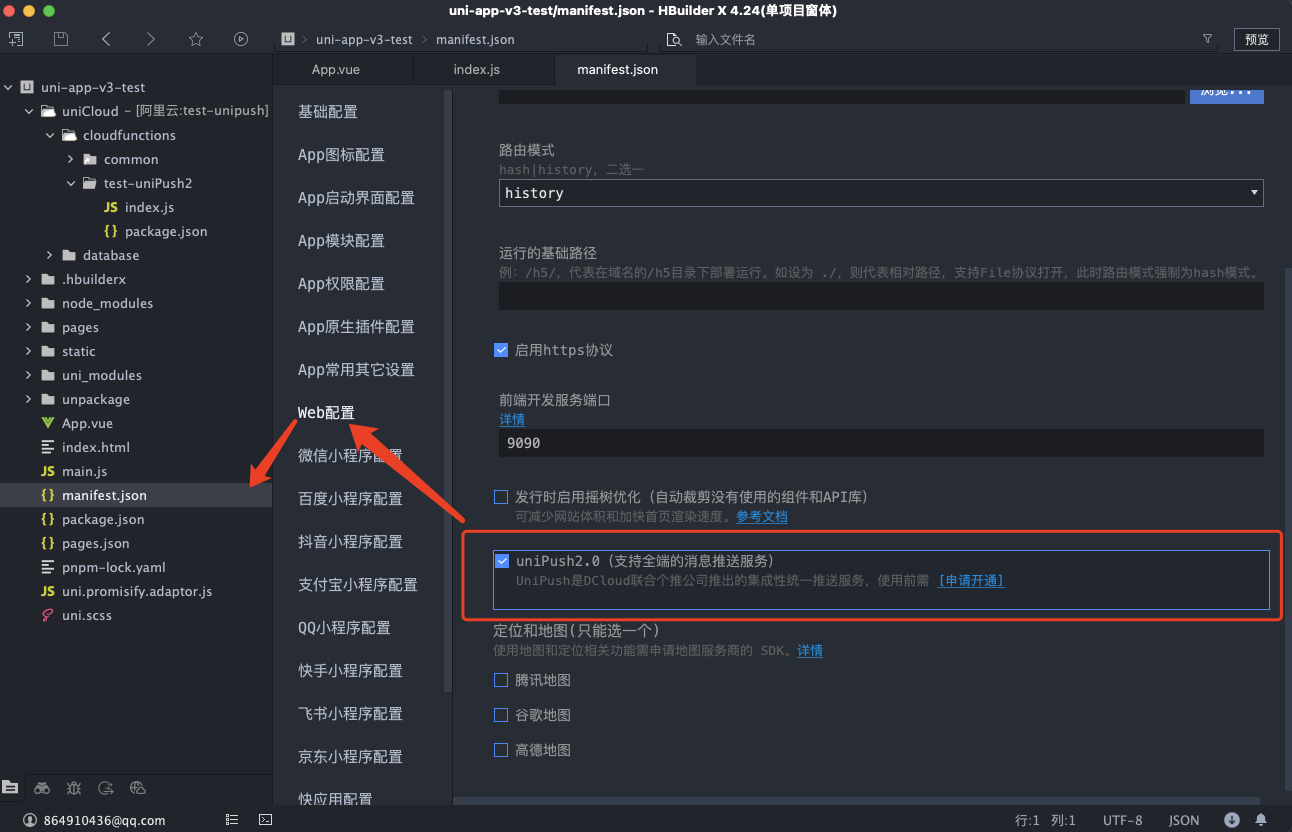 uni-app-v3-test/manifest.json - HBuilder X 4.24(单项目窗体)
uni-app-v3-test
manifest.json
输入文件名
预览
App.vue
index.js
manifest.json
uni-app-v3-test
uniCloud - [阿里云:test-unipush]
cloudfunctions
common
test-uniPush2
JS index.js
{} package.json
database
.hbuilderx
node_modules
pages
static
uni_modules
unpackage
App.vue
index.html
JS main.js
{} manifest.json
{} package.json
{} pages.json
pnpm-lock.yaml
JS uni.promisify.adaptor.js
uni.scss
基础配置
App图标配置
App启动界面配置
App模块配置
App权限配置
App原生插件配置
App常用其它设置
Web配置
微信小程序配置
百度小程序配置
抖音小程序配置
支付宝小程序配置
QQ小程序配置
快手小程序配置
飞书小程序配置
京东小程序配置
快应用配置
浏览...
路由模式
hash|history，二选一
history
运行的基础路径
例：/h5/，代表在域名的/h5目录下部署运行。如设为 ./，则代表相对路径，支持File协议打开，此时路由模式强制为hash模式。
启用https协议
前端开发服务端口
详情
9090
发行时启用摇树优化（自动裁剪没有使用的组件和API库）
可减少网站体积和加快首页渲染速度。参考文档
uniPush2.0（支持全端的消息推送服务）
UniPush是DCloud联合个推公司推出的集成性统一推送服务，使用前需 [申请开通]
定位和地图(只能选一个)
使用地图和定位相关功能需申请地图服务商的 SDK。详情
腾讯地图
谷歌地图
高德地图
864910436@qq.com
行:1 列:1
UTF-8
JSON